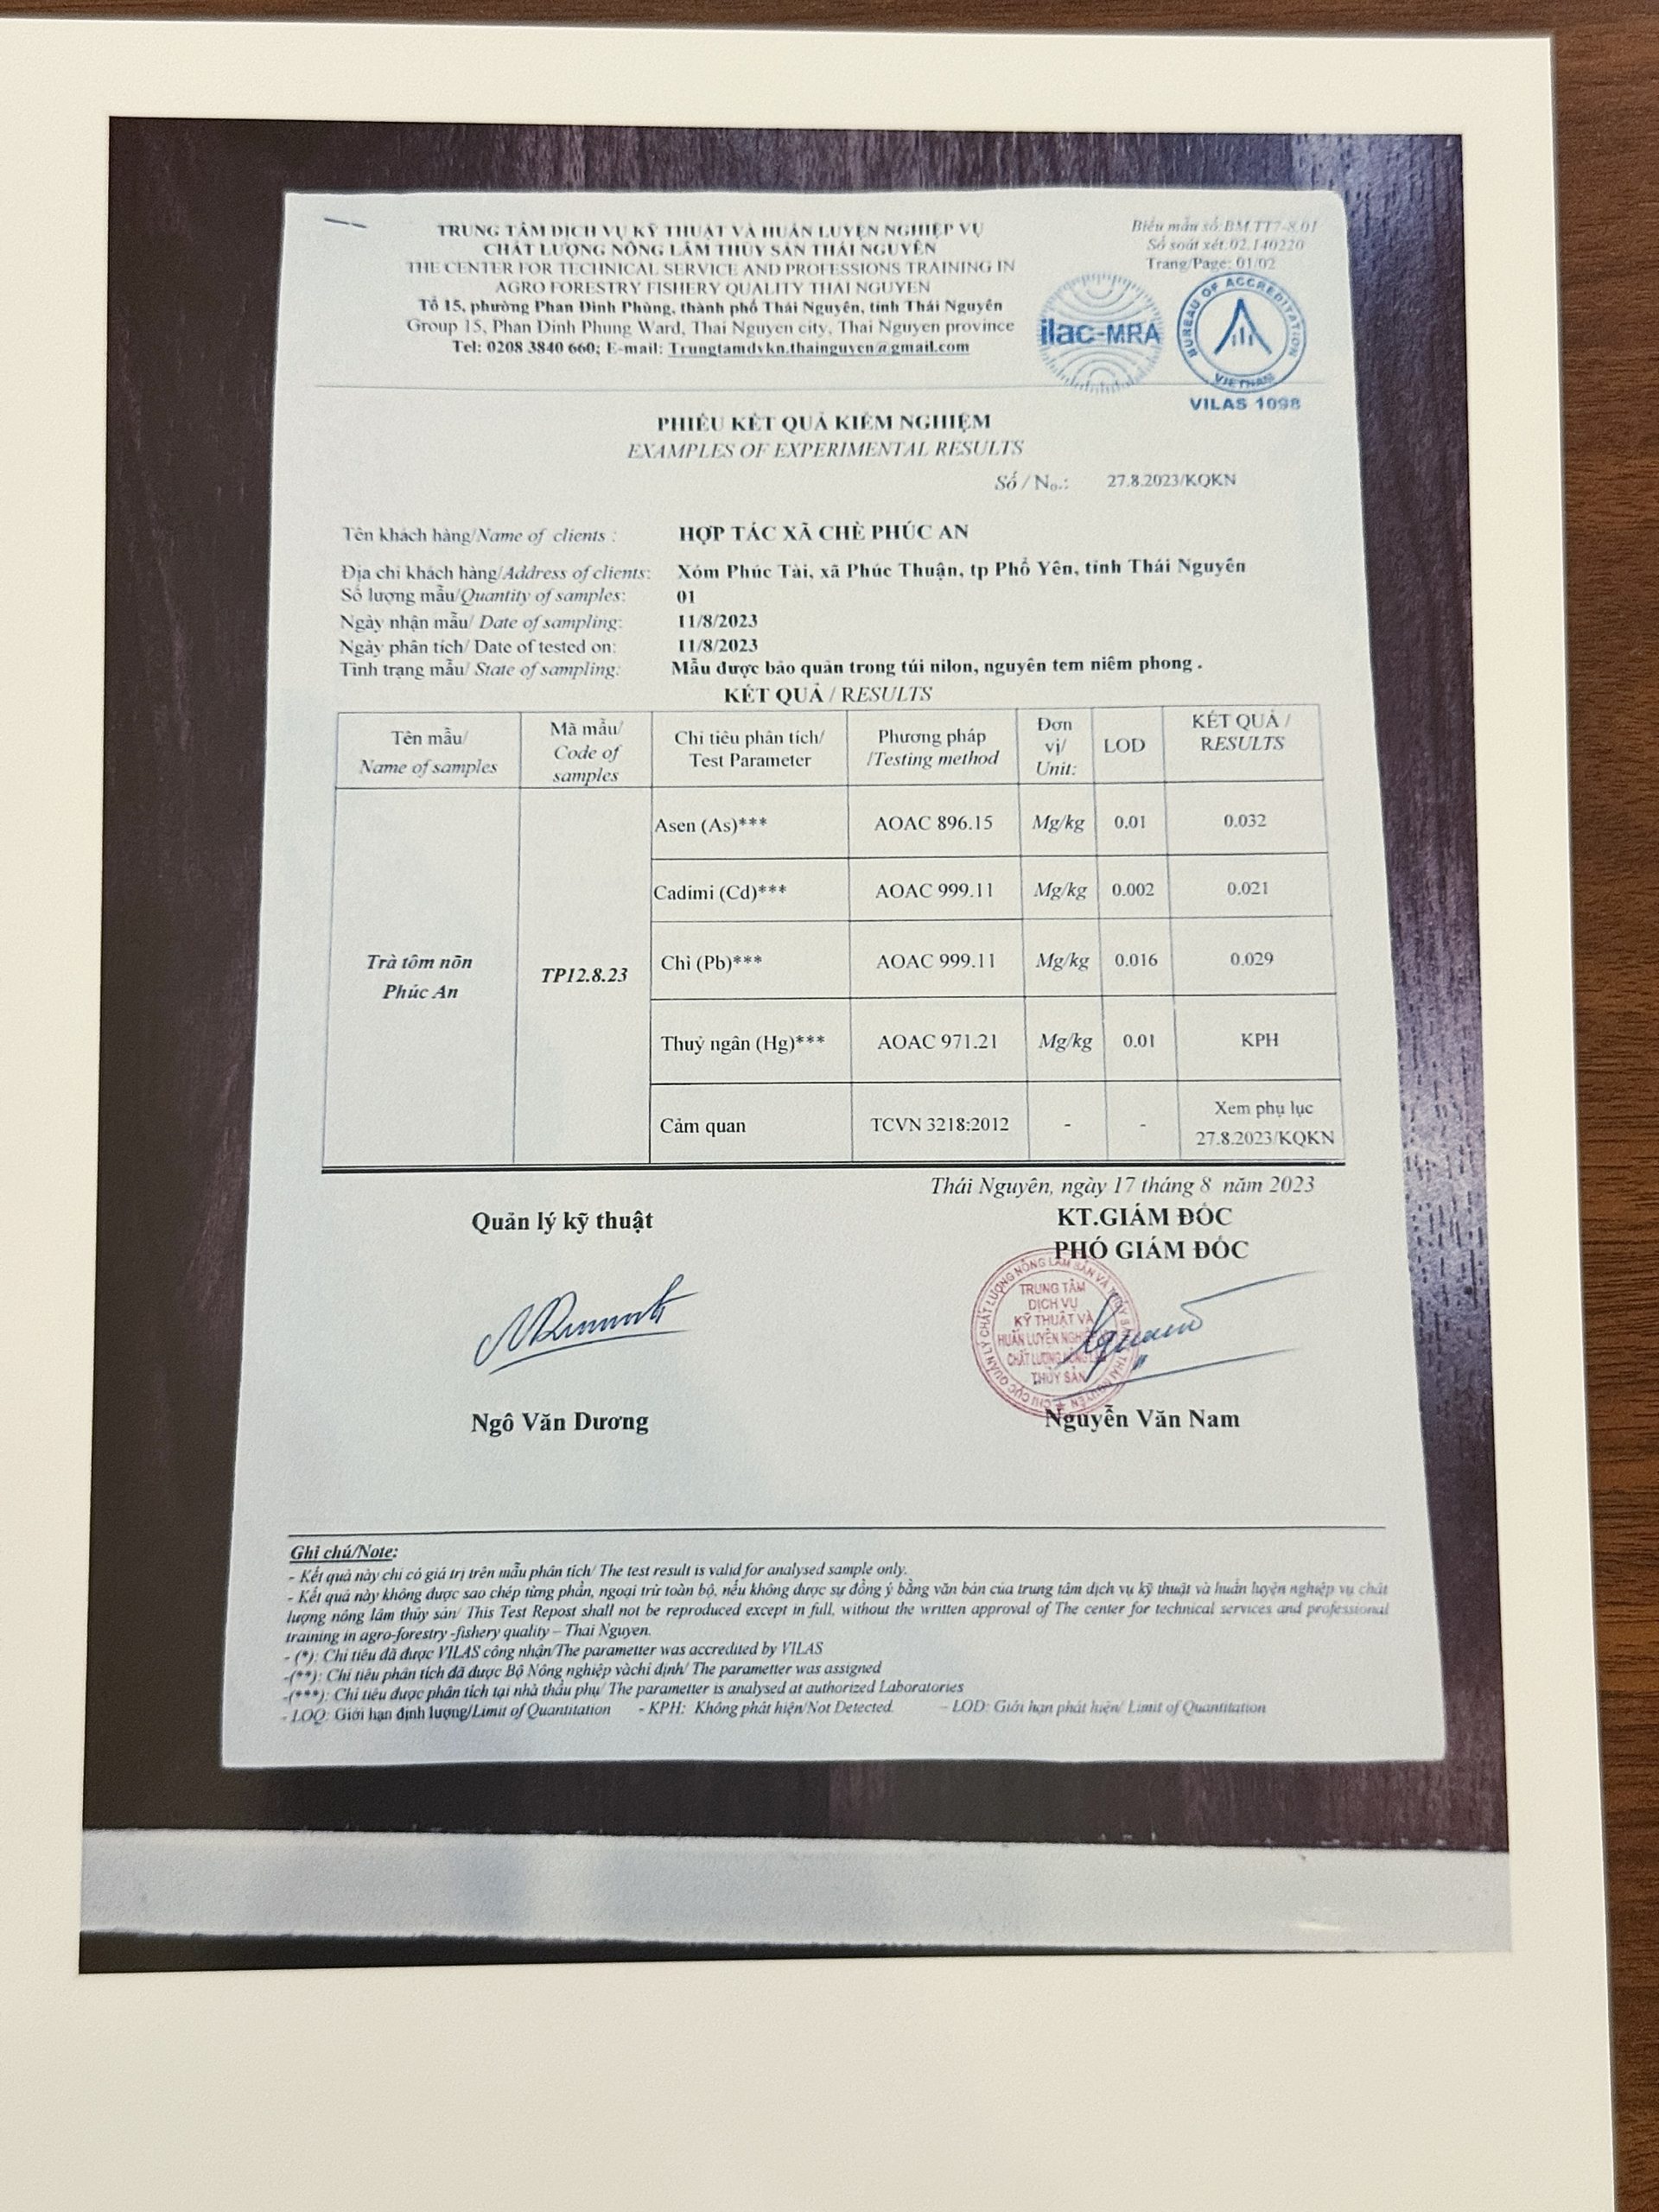 TRUNG TÂM DỊCH VỤ KỸ THUẬT VÀ HUẤN LUYỆN NGHIỆP VỤ
CHẤT LƯỢNG NÔNG LÂM THỦY SẢN THÁI NGUYÊN
THE CENTER FOR TECHNICAL SERVICE AND PROFESSIONS TRAINING IN
AGRO FORESTRY FISHERY QUALITY THAI NGUYEN
Tổ 15, phường Phan Đình Phùng, thành phố Thái Nguyên, tỉnh Thái Nguyên
Group 15, Phan Dinh Phung Ward, Thai Nguyen city, Thai Nguyen province
Tel: 0208 3840 660; E-mail: Trungtamdvkn.thainguyen@gmail.com
Biểu mẫu số:BM.TT7-8.01
Số soát xét:02.140220
Trang/Page: 01/02
ilac-MRA
BUREAU OF ACCREDITATION
VIETNAM
VILAS 1098
PHIẾU KẾT QUẢ KIỂM NGHIỆM
EXAMPLES OF EXPERIMENTAL RESULTS
Số / No.: 27.8.2023/KQKN
Tên khách hàng/Name of clients : HỢP TÁC XÃ CHÈ PHÚC AN
Địa chỉ khách hàng/Address of clients: Xóm Phúc Tài, xã Phúc Thuận, tp Phổ Yên, tỉnh Thái Nguyên
Số lượng mẫu/Quantity of samples: 01
Ngày nhận mẫu/ Date of sampling: 11/8/2023
Ngày phân tích/ Date of tested on: 11/8/2023
Tình trạng mẫu/ State of sampling: Mẫu được bảo quản trong túi nilon, nguyên tem niêm phong .
KẾT QUẢ / RESULTS
Tên mẫu/ Name of samples
Mã mẫu/ Code of samples
Chỉ tiêu phân tích/ Test Parameter
Phương pháp /Testing method
Đơn vị/ Unit:
LOD
KẾT QUẢ / RESULTS
Trà tôm nõn Phúc An
TP12.8.23
Asen (As)*** AOAC 896.15 Mg/kg 0.01 0.032
Cadimi (Cd)*** AOAC 999.11 Mg/kg 0.002 0.021
Chì (Pb)*** AOAC 999.11 Mg/kg 0.016 0.029
Thuỷ ngân (Hg)*** AOAC 971.21 Mg/kg 0.01 KPH
Cảm quan TCVN 3218:2012 - - Xem phụ lục 27.8.2023/KQKN
Thái Nguyên, ngày 17 tháng 8 năm 2023
Quản lý kỹ thuật
KT.GIÁM ĐỐC
PHÓ GIÁM ĐỐC
TRUNG TÂM
DỊCH VỤ
KỸ THUẬT VÀ
HUẤN LUYỆN
CHẤT LƯỢNG
THỦY SẢN
Ngô Văn Dương
Nguyễn Văn Nam
Ghi chú/Note:
- Kết quả này chỉ có giá trị trên mẫu phân tích/ The test result is valid for analysed sample only.
- Kết quả này không được sao chép từng phần, ngoại trừ toàn bộ, nếu không được sự đồng ý bằng văn bản của trung tâm dịch vụ kỹ thuật và huấn luyện nghiệp vụ chất
lượng nông lâm thủy sản/ This Test Repost shall not be reproduced except in full, without the written approval of The center for technical services and professional
training in agro-forestry -fishery quality – Thai Nguyen.
- (*): Chỉ tiêu đã được VILAS công nhận/The parametter was accredited by VILAS
-(**): Chỉ tiêu phân tích đã được Bộ Nông nghiệp vàchỉ định/ The parametter was assigned
-(***): Chỉ tiêu được phân tích tại nhà thầu phụ/ The parameter is analysed at authorized Laboratories
- LOQ: Giới hạn định lượng/Limit of Quantitation - KPH: Không phát hiện/Not Detected. – LOD: Giới hạn phát hiện/ Limit of Quantitation